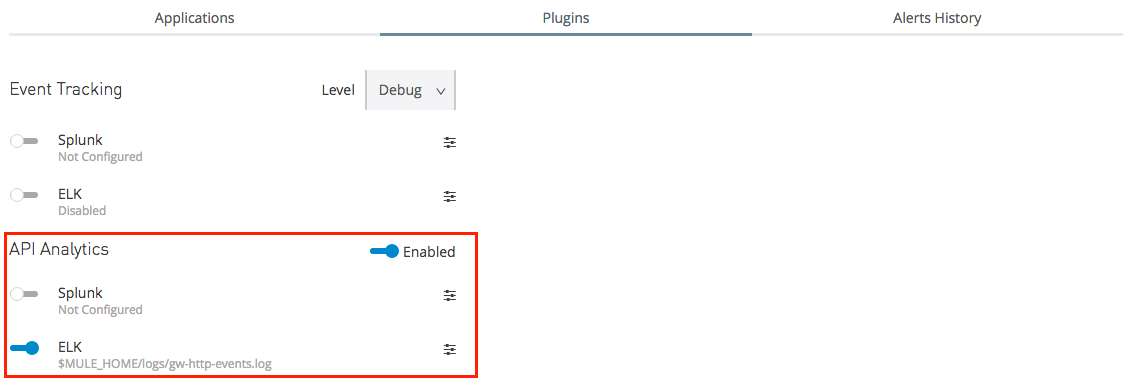 Applications Plugins Alerts History
Event Tracking Level Debug
Splunk
Not Configured
ELK
Disabled
API Analytics Enabled
Splunk
Not Configured
ELK
$MULE_HOME/logs/gw-http-events.log